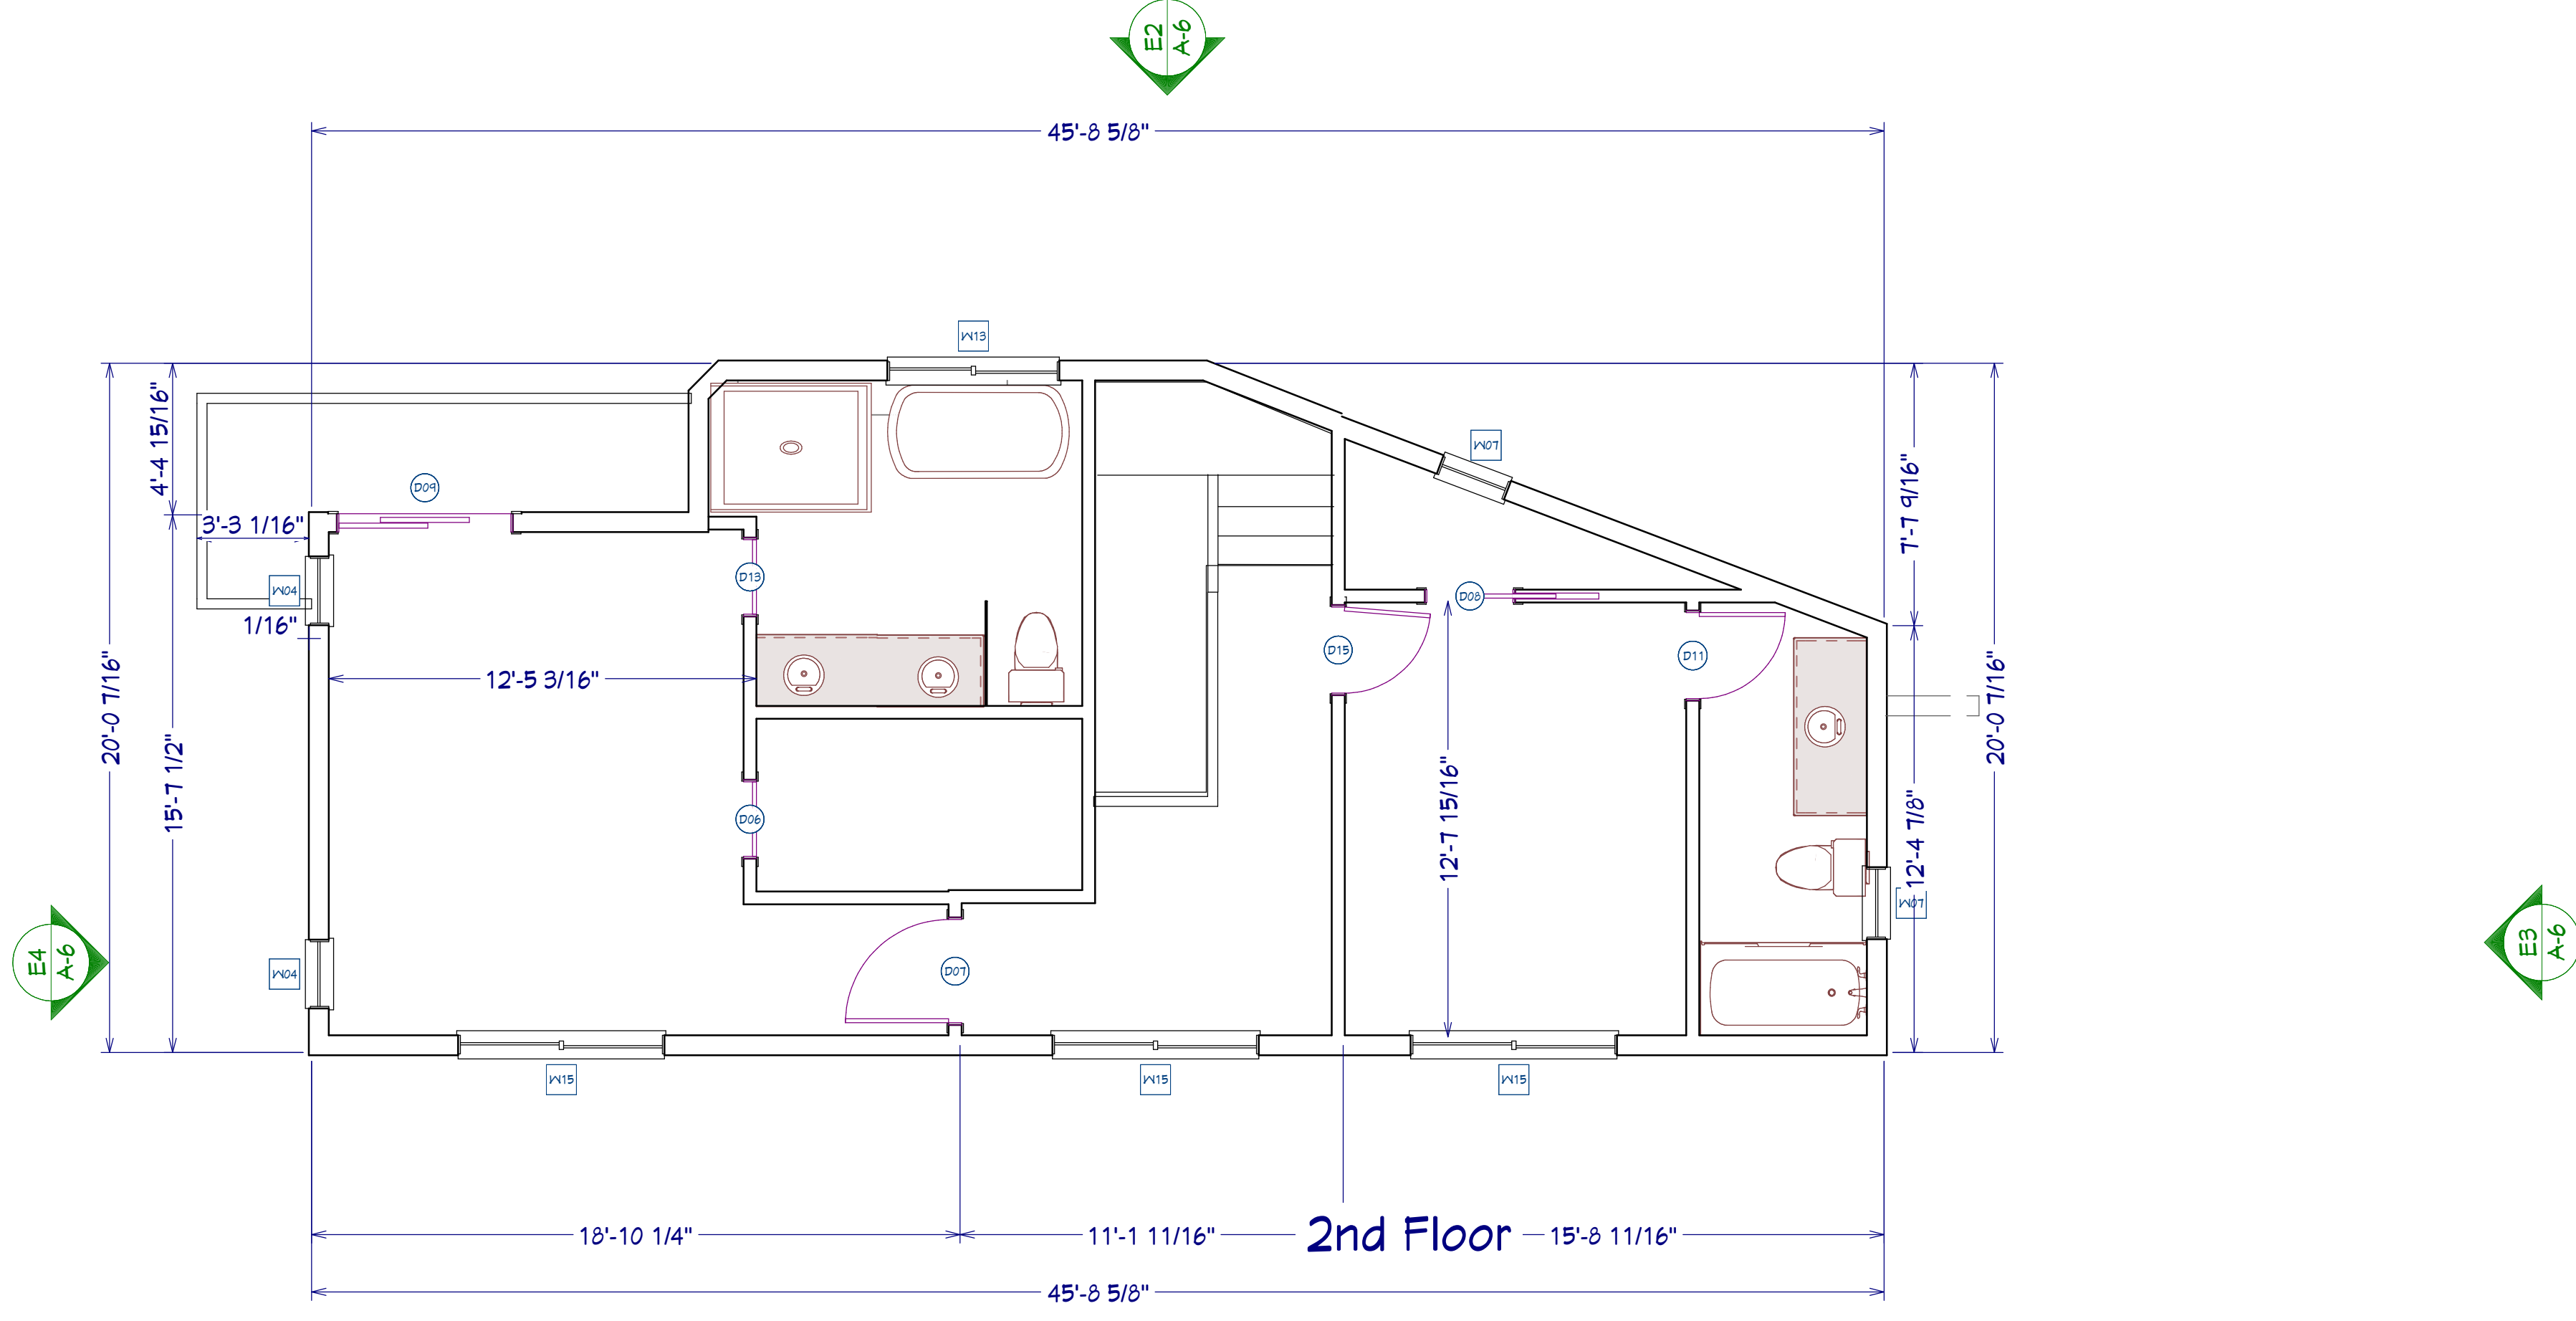 E2
A-6
45'-8 5/8"
W13
4'-4 15/16"
W07
D09
3'-3 1/16"
7'-7 9/16"
D13
W04
D08
1/16"
D15
D11
12'-5 3/16"
20'-0 7/16"
20'-0 7/16"
15'-7 1/2"
D06
12'-7 15/16"
12'-4 7/8"
W07
E4
A-6
W04
D07
E3
A-6
W15
W15
W15
18'-10 1/4"
11'-1 11/16"
2nd Floor
15'-8 11/16"
45'-8 5/8"